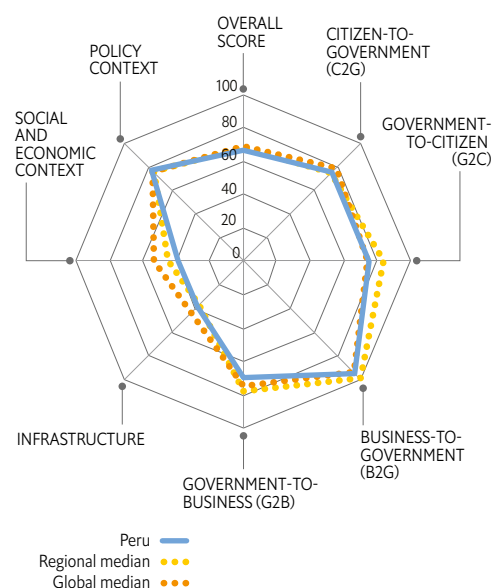 OVERALL
SCORE
CITIZEN-TO-
GOVERNMENT
(C2G)
GOVERNMENT-
TO-CITIZEN
(G2C)
BUSINESS-TO-
GOVERNMENT
(B2G)
GOVERNMENT-TO-
BUSINESS (G2B)
INFRASTRUCTURE
SOCIAL
AND
ECONOMIC
CONTEXT
POLICY
CONTEXT
100
80
60
40
20
0
Peru
Regional median
Global median